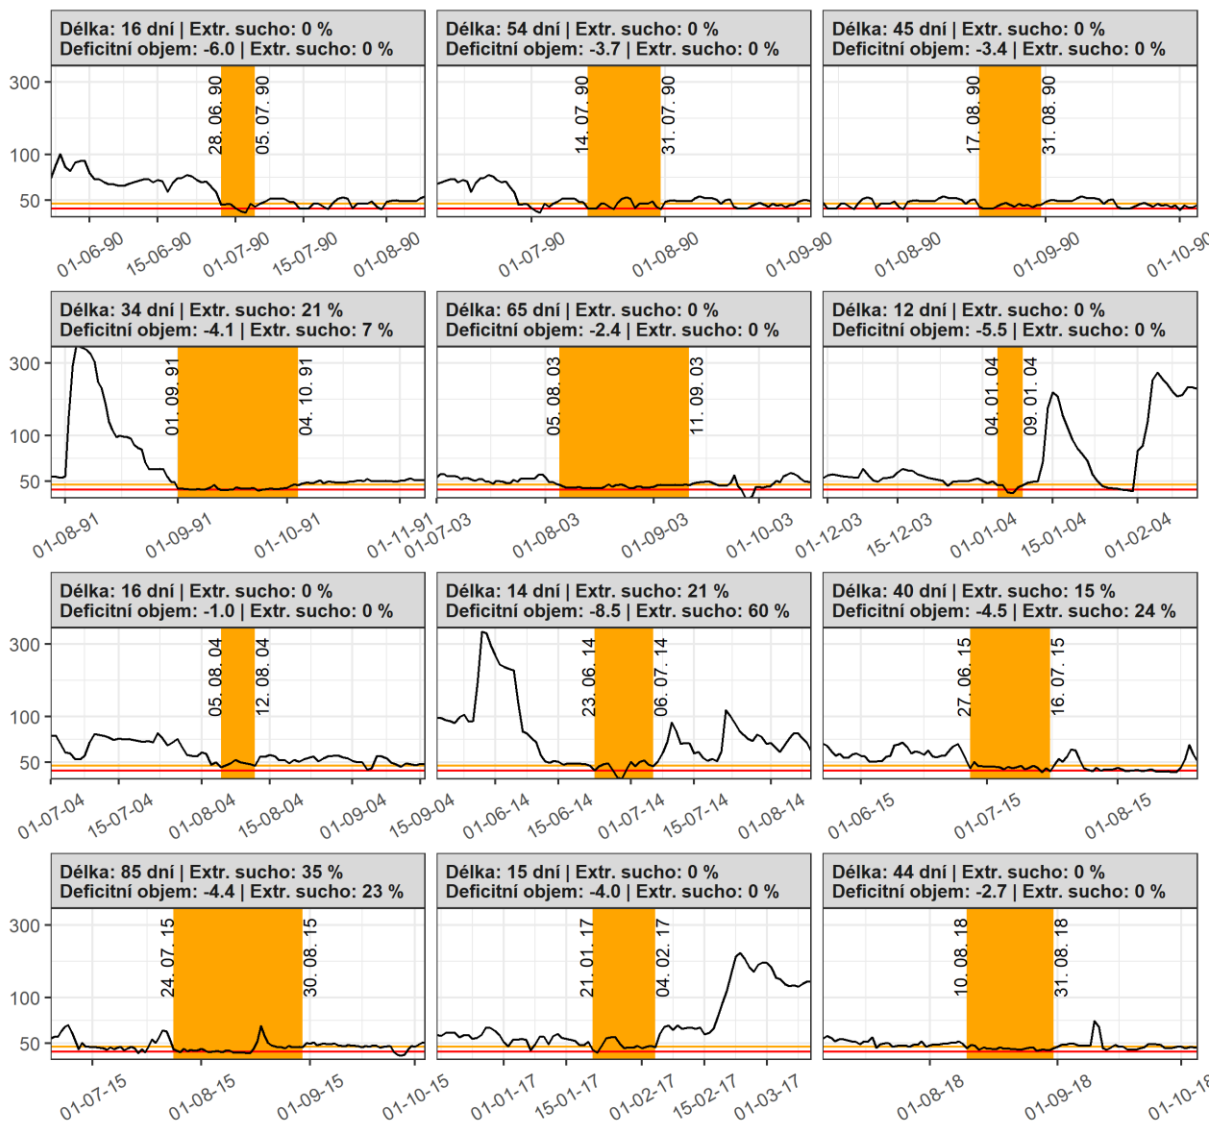 Délka: 16 dní | Extr. sucho: 0 %
Deficitní objem: -6.0 | Extr. sucho: 0 %
Délka: 54 dní | Extr. sucho: 0 %
Deficitní objem: -3.7 | Extr. sucho: 0 %
Délka: 45 dní | Extr. sucho: 0 %
Deficitní objem: -3.4 | Extr. sucho: 0 %
300
100
50
28. 06. 90
05. 07. 90
14. 07. 90
31. 07. 90
17. 08. 90
31. 08. 90
01-06-90
15-06-90
01-07-90
15-07-90
01-08-90
01-07-90
01-08-90
01-09-90
01-08-90
01-09-90
01-10-90
Délka: 34 dní | Extr. sucho: 21 %
Deficitní objem: -4.1 | Extr. sucho: 7 %
Délka: 65 dní | Extr. sucho: 0 %
Deficitní objem: -2.4 | Extr. sucho: 0 %
Délka: 12 dní | Extr. sucho: 0 %
Deficitní objem: -5.5 | Extr. sucho: 0 %
300
100
50
01. 09. 91
04. 10. 91
05. 08. 03
11. 09. 03
04. 01. 04
09. 01. 04
01-08-91
01-09-91
01-10-91
01-11-91
01-07-03
01-08-03
01-09-03
01-10-03
01-12-03
15-12-03
01-01-04
15-01-04
01-02-04
Délka: 16 dní | Extr. sucho: 0 %
Deficitní objem: -1.0 | Extr. sucho: 0 %
Délka: 14 dní | Extr. sucho: 21 %
Deficitní objem: -8.5 | Extr. sucho: 60 %
Délka: 40 dní | Extr. sucho: 15 %
Deficitní objem: -4.5 | Extr. sucho: 24 %
300
100
50
05. 08. 04
12. 08. 04
23. 06. 14
06. 07. 14
27. 06. 15
16. 07. 15
01-07-04
15-07-04
01-08-04
15-08-04
01-09-04
15-09-04
01-06-14
15-06-14
01-07-14
15-07-14
01-08-14
01-06-15
01-07-15
01-08-15
Délka: 85 dní | Extr. sucho: 35 %
Deficitní objem: -4.4 | Extr. sucho: 23 %
Délka: 15 dní | Extr. sucho: 0 %
Deficitní objem: -4.0 | Extr. sucho: 0 %
Délka: 44 dní | Extr. sucho: 0 %
Deficitní objem: -2.7 | Extr. sucho: 0 %
300
100
50
24. 07. 15
30. 08. 15
21. 01. 17
04. 02. 17
10. 08. 18
31. 08. 18
01-07-15
01-08-15
01-09-15
01-10-15
01-01-17
15-01-17
01-02-17
15-02-17
01-03-17
01-08-18
01-09-18
01-10-18